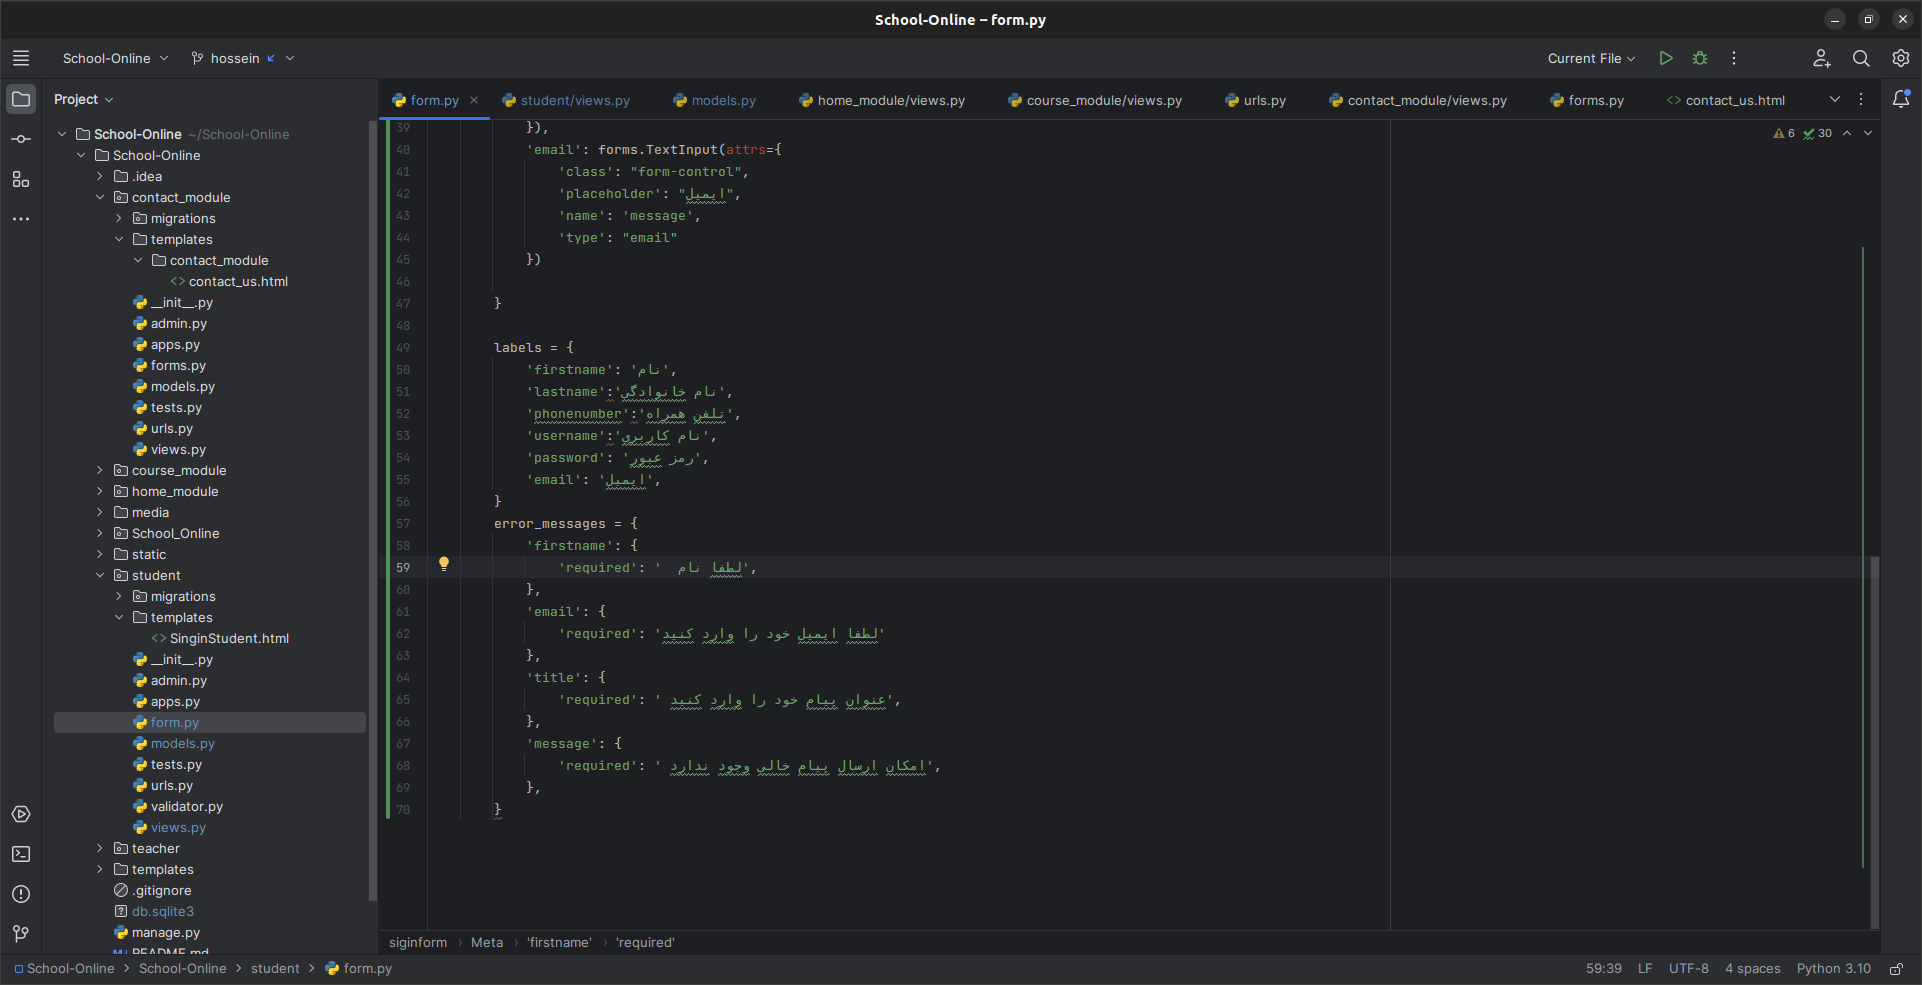 School-Online – form.py
School-Online
hossein
Current File
Project
form.py
student/views.py
models.py
home_module/views.py
course_module/views.py
urls.py
contact_module/views.py
forms.py
contact_us.html
School-Online ~/School-Online
School-Online
.idea
contact_module
migrations
templates
contact_module
contact_us.html
__init__.py
admin.py
apps.py
forms.py
models.py
tests.py
urls.py
views.py
course_module
home_module
media
School_Online
static
student
migrations
templates
SinginStudent.html
__init__.py
admin.py
apps.py
form.py
models.py
tests.py
urls.py
validator.py
views.py
teacher
templates
.gitignore
db.sqlite3
manage.py
README.md
6 30
39 }),
40 'email': forms.TextInput(attrs={
41 'class': "form-control",
42 'placeholder': "ایمیل",
43 'name': 'message',
44 'type': "email"
45 })
46
47 }
48
49 labels = {
50 'firstname': 'نام',
51 'lastname':'نام خانوادگی',
52 'phonenumber':'تلفن همراه',
53 'username':'نام کاربری',
54 'password': 'رمز عبور',
55 'email': 'ایمیل',
56 }
57 error_messages = {
58 'firstname': {
59 'required': 'لطفا نام  ',
60 },
61 'email': {
62 'required': 'لطفا ایمیل خود را وارد کنید'
63 },
64 'title': {
65 'required': 'عنوان پیام خود را وارد کنید ',
66 },
67 'message': {
68 'required': 'امکان ارسال پیام خالی وجود ندارد ',
69 },
70 }
siginform › Meta › 'firstname' › 'required'
School-Online › School-Online › student › form.py
59:39 LF UTF-8 4 spaces Python 3.10